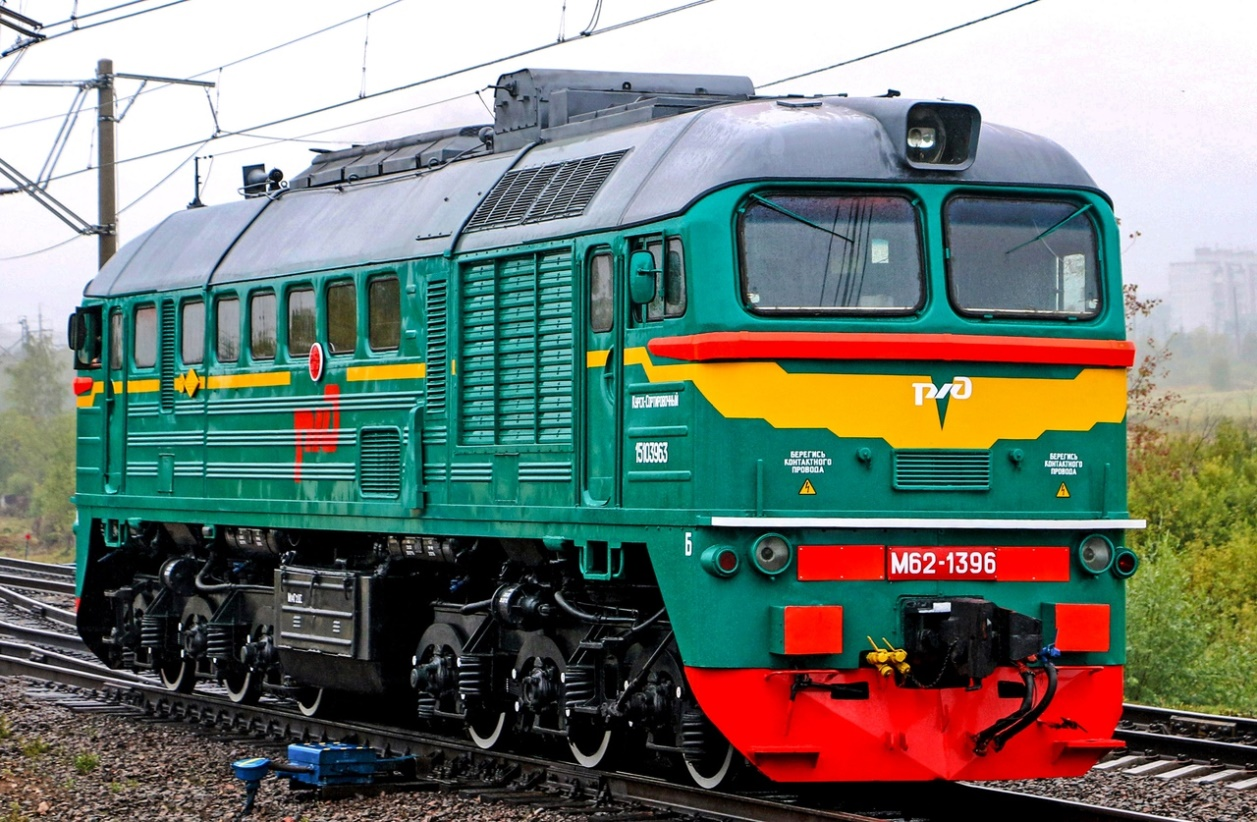 ржд
ржд
Курск-Сортировочный
15103963
БЕРЕГИСЬ
КОНТАКТНОГО
ПРОВОДА
БЕРЕГИСЬ
КОНТАКТНОГО
ПРОВОДА
Б
М62-1396